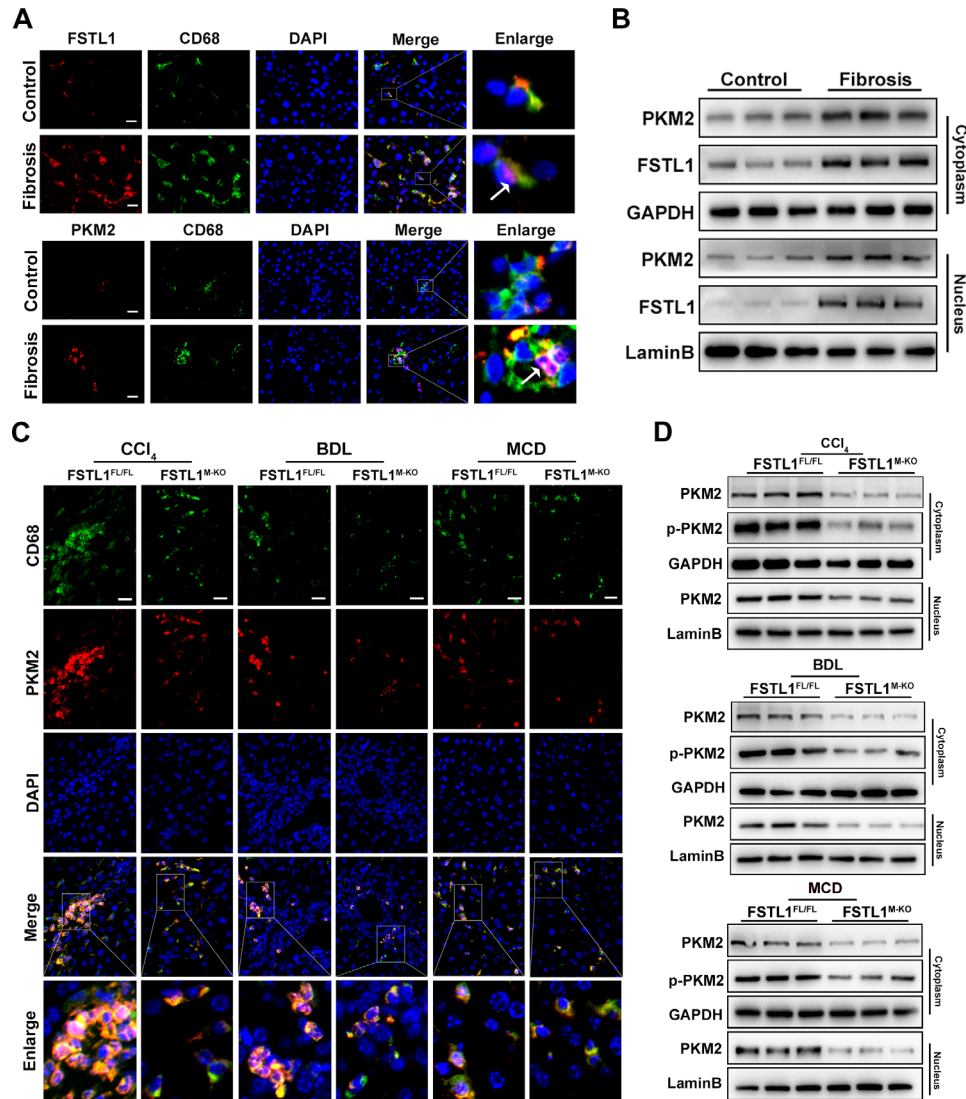 A
FSTL1 CD68 DAPI Merge Enlarge
Control
Fibrosis
PKM2 CD68 DAPI Merge Enlarge
Control
Fibrosis
B
Control Fibrosis
PKM2
FSTL1
GAPDH
Cytoplasm
PKM2
FSTL1
LaminB
Nucleus
C
CCl4 BDL MCD
FSTL1FL/FL FSTL1M-KO FSTL1FL/FL FSTL1M-KO FSTL1FL/FL FSTL1M-KO
CD68
PKM2
DAPI
Merge
Enlarge
D
CCl4
FSTL1FL/FL FSTL1M-KO
PKM2
p-PKM2
GAPDH
Cytoplasm
PKM2
LaminB
Nucleus
BDL
FSTL1FL/FL FSTL1M-KO
PKM2
p-PKM2
GAPDH
Cytoplasm
PKM2
LaminB
Nucleus
MCD
FSTL1FL/FL FSTL1M-KO
PKM2
p-PKM2
GAPDH
Cytoplasm
PKM2
LaminB
Nucleus